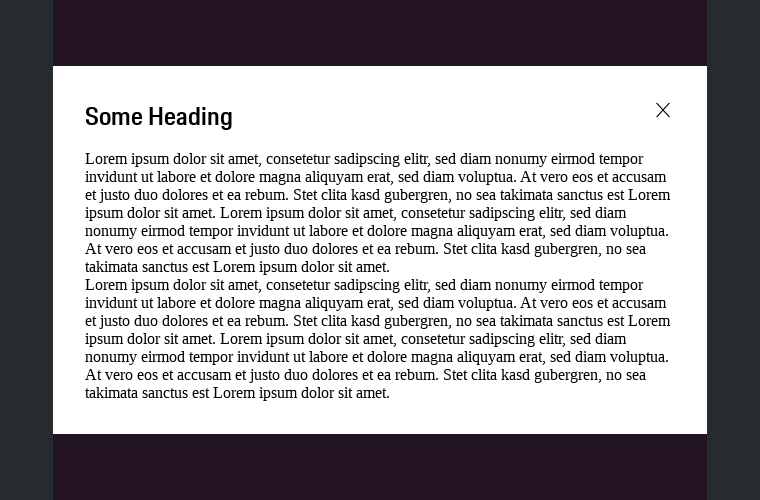 Some Heading
Lorem ipsum dolor sit amet, consetetur sadipscing elitr, sed diam nonumy eirmod tempor
invidunt ut labore et dolore magna aliquyam erat, sed diam voluptua. At vero eos et accusam
et justo duo dolores et ea rebum. Stet clita kasd gubergren, no sea takimata sanctus est Lorem
ipsum dolor sit amet. Lorem ipsum dolor sit amet, consetetur sadipscing elitr, sed diam
nonumy eirmod tempor invidunt ut labore et dolore magna aliquyam erat, sed diam voluptua.
At vero eos et accusam et justo duo dolores et ea rebum. Stet clita kasd gubergren, no sea
takimata sanctus est Lorem ipsum dolor sit amet.
Lorem ipsum dolor sit amet, consetetur sadipscing elitr, sed diam nonumy eirmod tempor
invidunt ut labore et dolore magna aliquyam erat, sed diam voluptua. At vero eos et accusam
et justo duo dolores et ea rebum. Stet clita kasd gubergren, no sea takimata sanctus est Lorem
ipsum dolor sit amet. Lorem ipsum dolor sit amet, consetetur sadipscing elitr, sed diam
nonumy eirmod tempor invidunt ut labore et dolore magna aliquyam erat, sed diam voluptua.
At vero eos et accusam et justo duo dolores et ea rebum. Stet clita kasd gubergren, no sea
takimata sanctus est Lorem ipsum dolor sit amet.